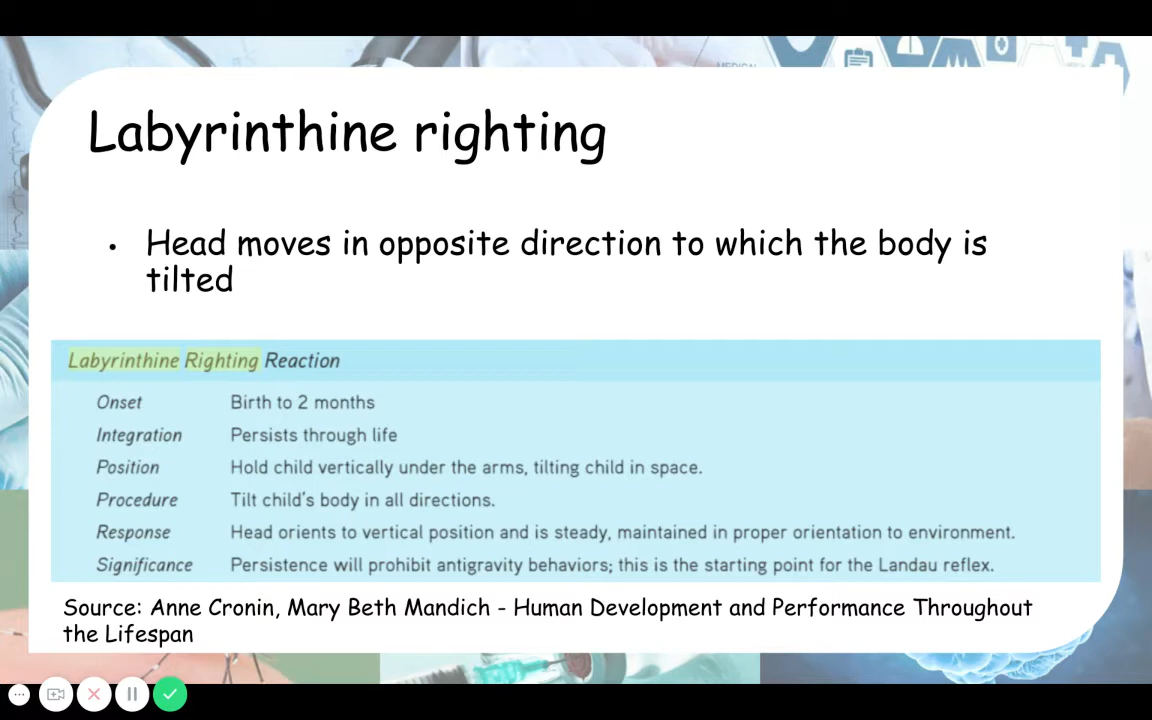 MEDICAL
Labyrinthine righting
• Head moves in opposite direction to which the body is
tilted
Labyrinthine Righting Reaction
Onset Birth to 2 months
Integration Persists through life
Position Hold child vertically under the arms, tilting child in space.
Procedure Tilt child's body in all directions.
Response Head orients to vertical position and is steady, maintained in proper orientation to environment.
Significance Persistence will prohibit antigravity behaviors; this is the starting point for the Landau reflex.
Source: Anne Cronin, Mary Beth Mandich - Human Development and Performance Throughout
the Lifespan